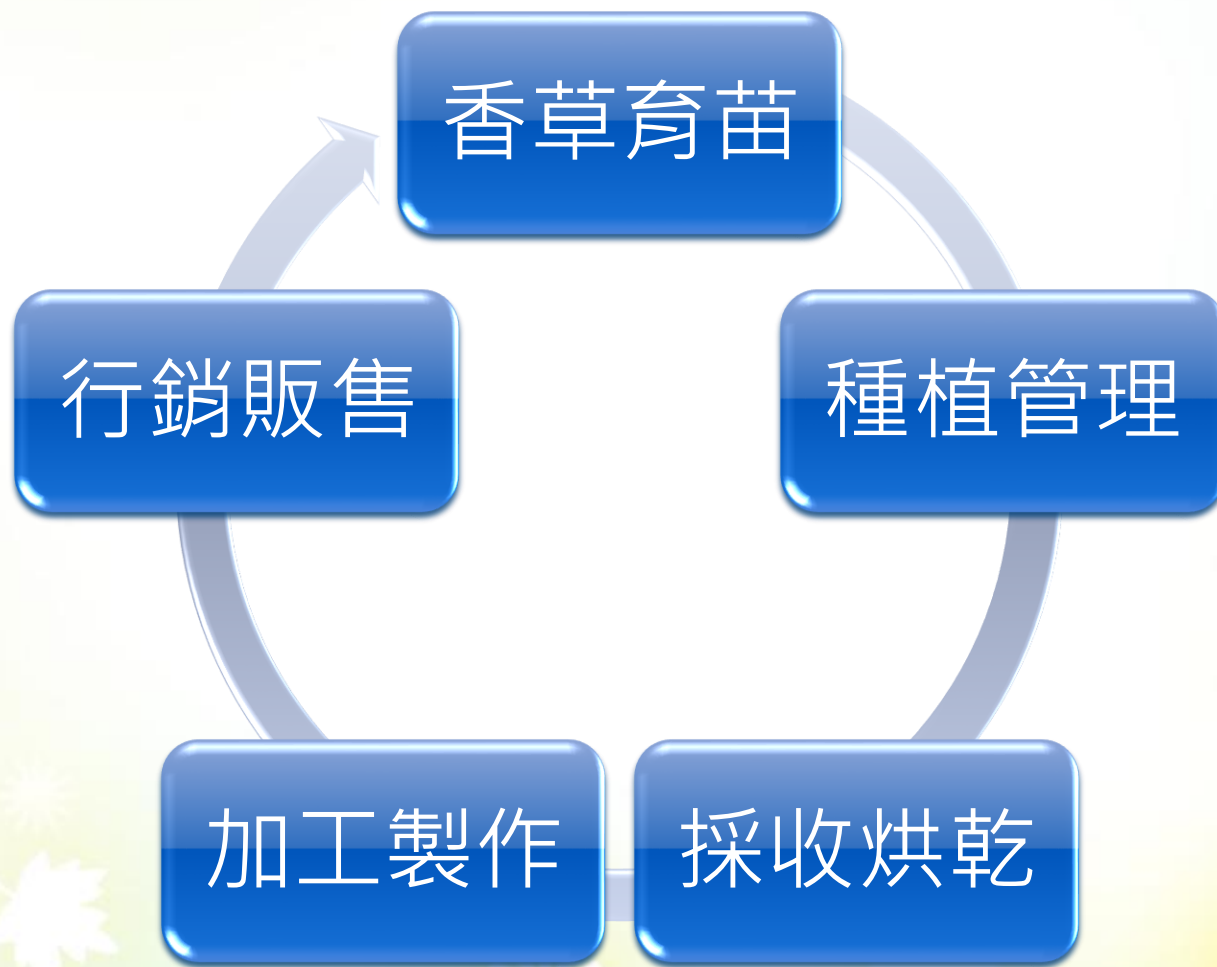 香草育苗
種植管理
採收烘乾
加工製作
行銷販售